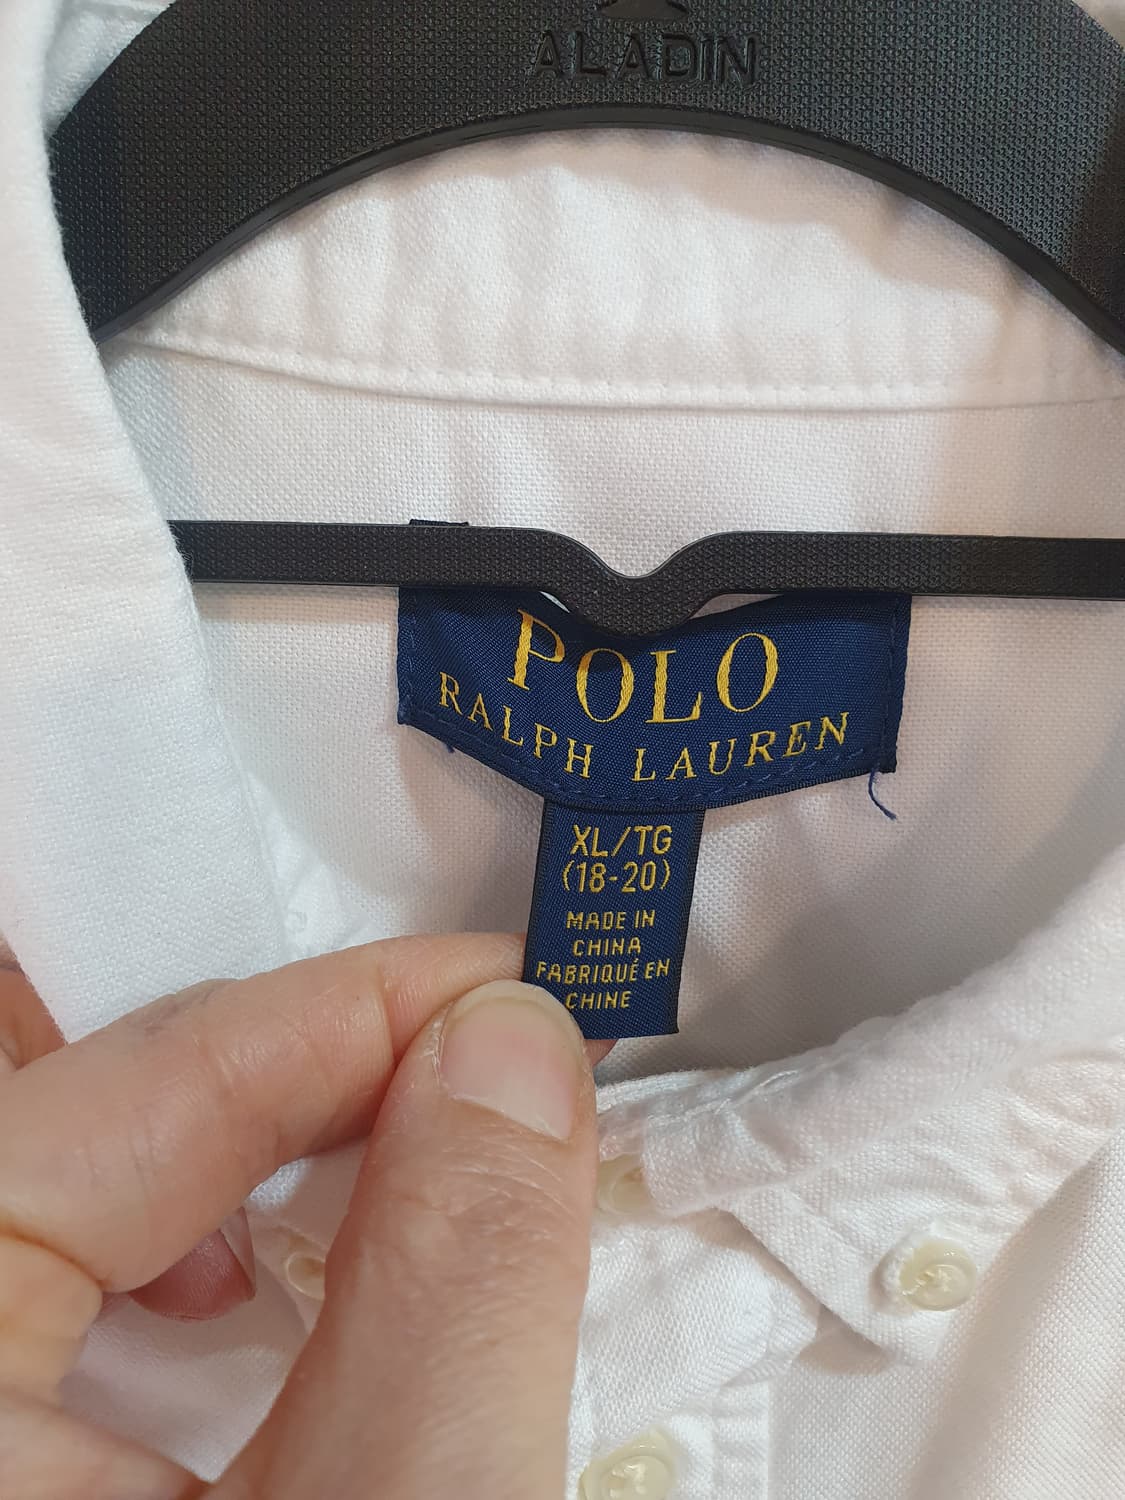 ALADIN
POLO
RALPH LAUREN
XL/TG
(18-20)
MADE IN
CHINA
FABRIQUÉ EN
CHINE